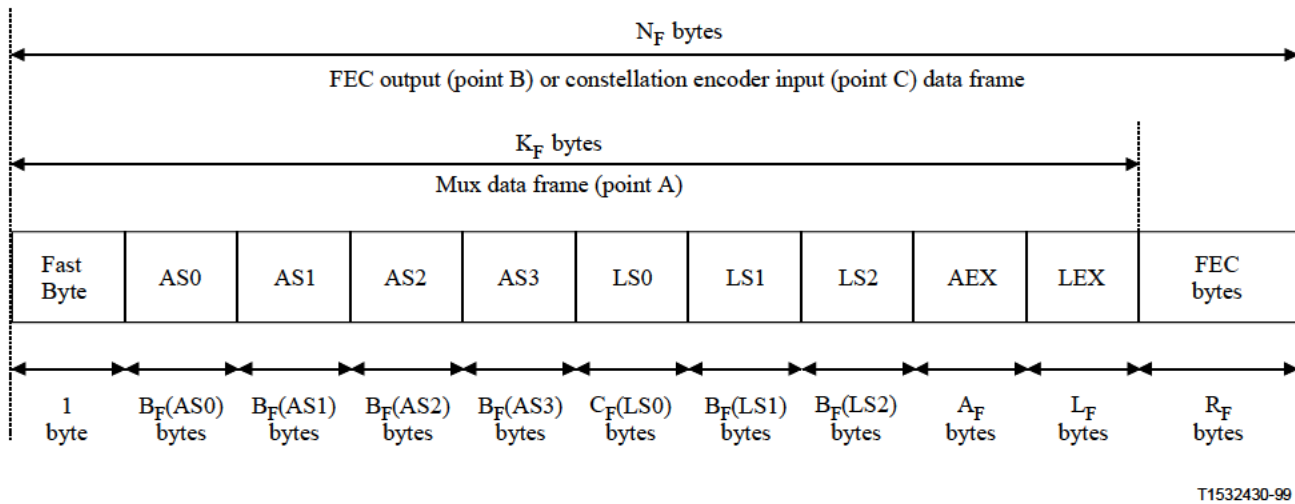 N_F bytes
FEC output (point B) or constellation encoder input (point C) data frame
K_F bytes
Mux data frame (point A)
Fast Byte AS0 AS1 AS2 AS3 LS0 LS1 LS2 AEX LEX FEC bytes
1 byte B_F(AS0) bytes B_F(AS1) bytes B_F(AS2) bytes B_F(AS3) bytes C_F(LS0) bytes B_F(LS1) bytes B_F(LS2) bytes A_F bytes L_F bytes R_F bytes
T1532430-99